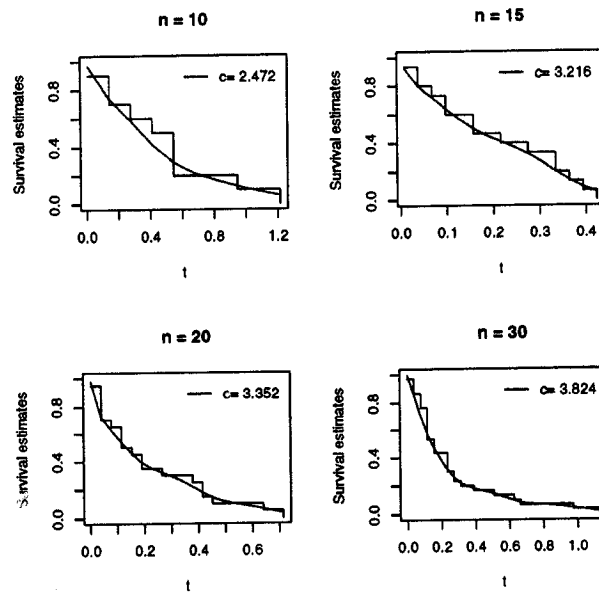 n = 10
Survival estimates
0.8
0.4
0.0
c= 2.472
0.0 0.4 0.8 1.2
t
n = 15
Survival estimates
0.8
0.4
0.0
c= 3.216
0.0 0.1 0.2 0.3 0.4
t
n = 20
Survival estimates
0.8
0.4
0.0
c= 3.352
0.0 0.2 0.4 0.6
t
n = 30
Survival estimates
0.8
0.4
0.0
c= 3.824
0.0 0.2 0.4 0.6 0.8 1.0
t